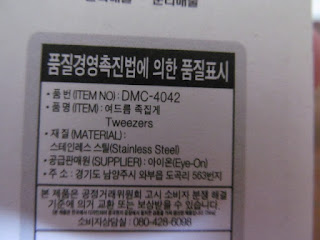 품질경영촉진법에 의한 품질표시
· 품 번 (ITEM NO) : DMC-4042
· 품 명 (ITEM) : 여드름 족집게
Tweezers
· 재 질 (MATERIAL) :
스테인레스 스틸(Stainless Steel)
· 공급판매원 (SUPPLIER) : 아이온(Eye-On)
· 주 소 : 경기도 남양주시 와부읍 도곡리 563번지
본 제품은 공정거래위원회 고시 소비자 분쟁 해결
기준에 의거 교환 또는 보상받을 수 있습니다.
소비자상담실 : 080-428-6098